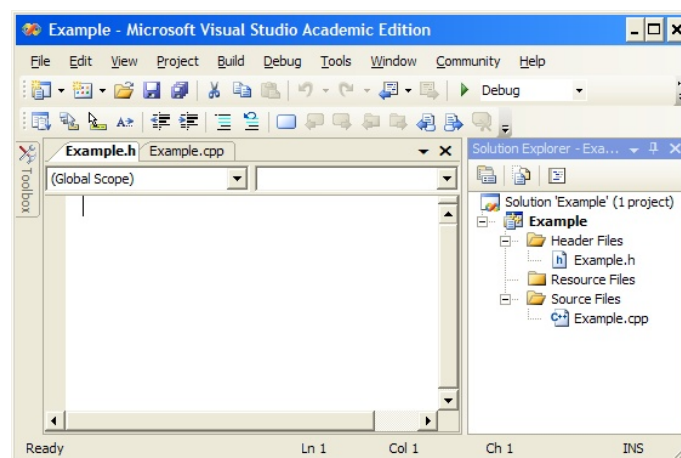 Example - Microsoft Visual Studio Academic Edition
File Edit View Project Build Debug Tools Window Community Help
Debug
Toolbox
Example.h Example.cpp
(Global Scope)
Solution Explorer - Exa...
Solution 'Example' (1 project)
Example
Header Files
Example.h
Resource Files
Source Files
Example.cpp
Ready Ln 1 Col 1 Ch 1 INS